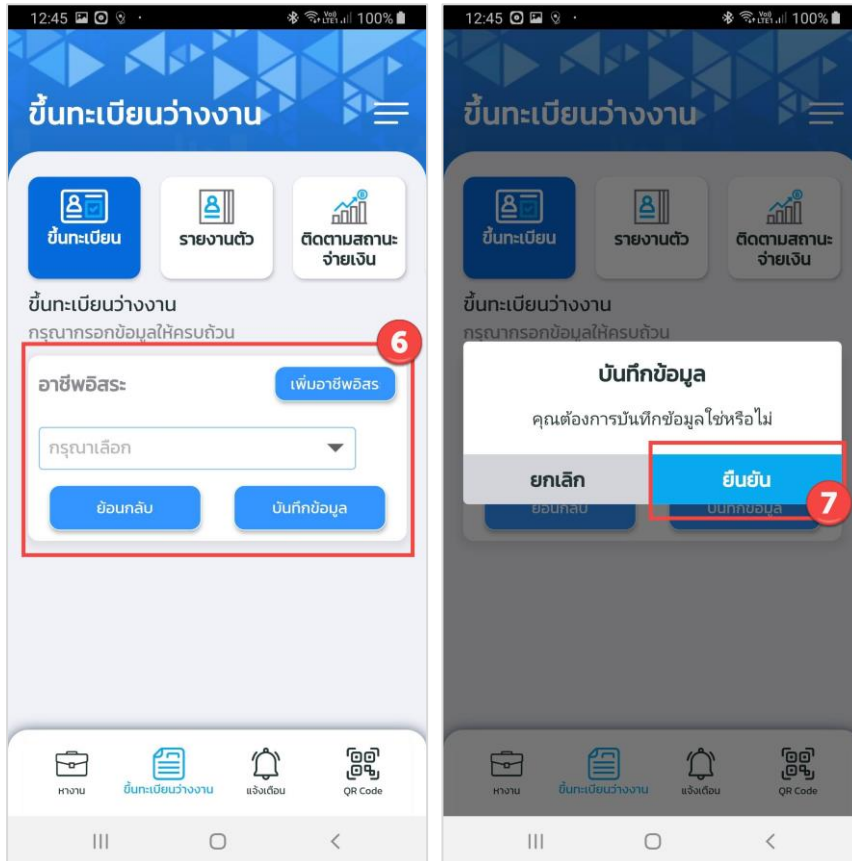 12:45
100%
ขึ้นทะเบียนว่างงาน
ขึ้นทะเบียน
รายงานตัว
ติดตามสถานะ
จ่ายเงิน
ขึ้นทะเบียนว่างงาน
กรุณากรอกข้อมูลให้ครบถ้วน
6
อาชีพอิสระ
เพิ่มอาชีพอิสร
กรุณาเลือก
ย้อนกลับ
บันทึกข้อมูล
หางาน
ขึ้นทะเบียนว่างงาน
แจ้งเตือน
QR Code
12:45
100%
ขึ้นทะเบียนว่างงาน
ขึ้นทะเบียน
รายงานตัว
ติดตามสถานะ
จ่ายเงิน
ขึ้นทะเบียนว่างงาน
กรุณากรอกข้อมูลให้ครบถ้วน
บันทึกข้อมูล
คุณต้องการบันทึกข้อมูลใช่หรือไม่
ยกเลิก
ยืนยัน
7
ย้อนกลับ
บันทึกข้อมูล
หางาน
ขึ้นทะเบียนว่างงาน
แจ้งเตือน
QR Code